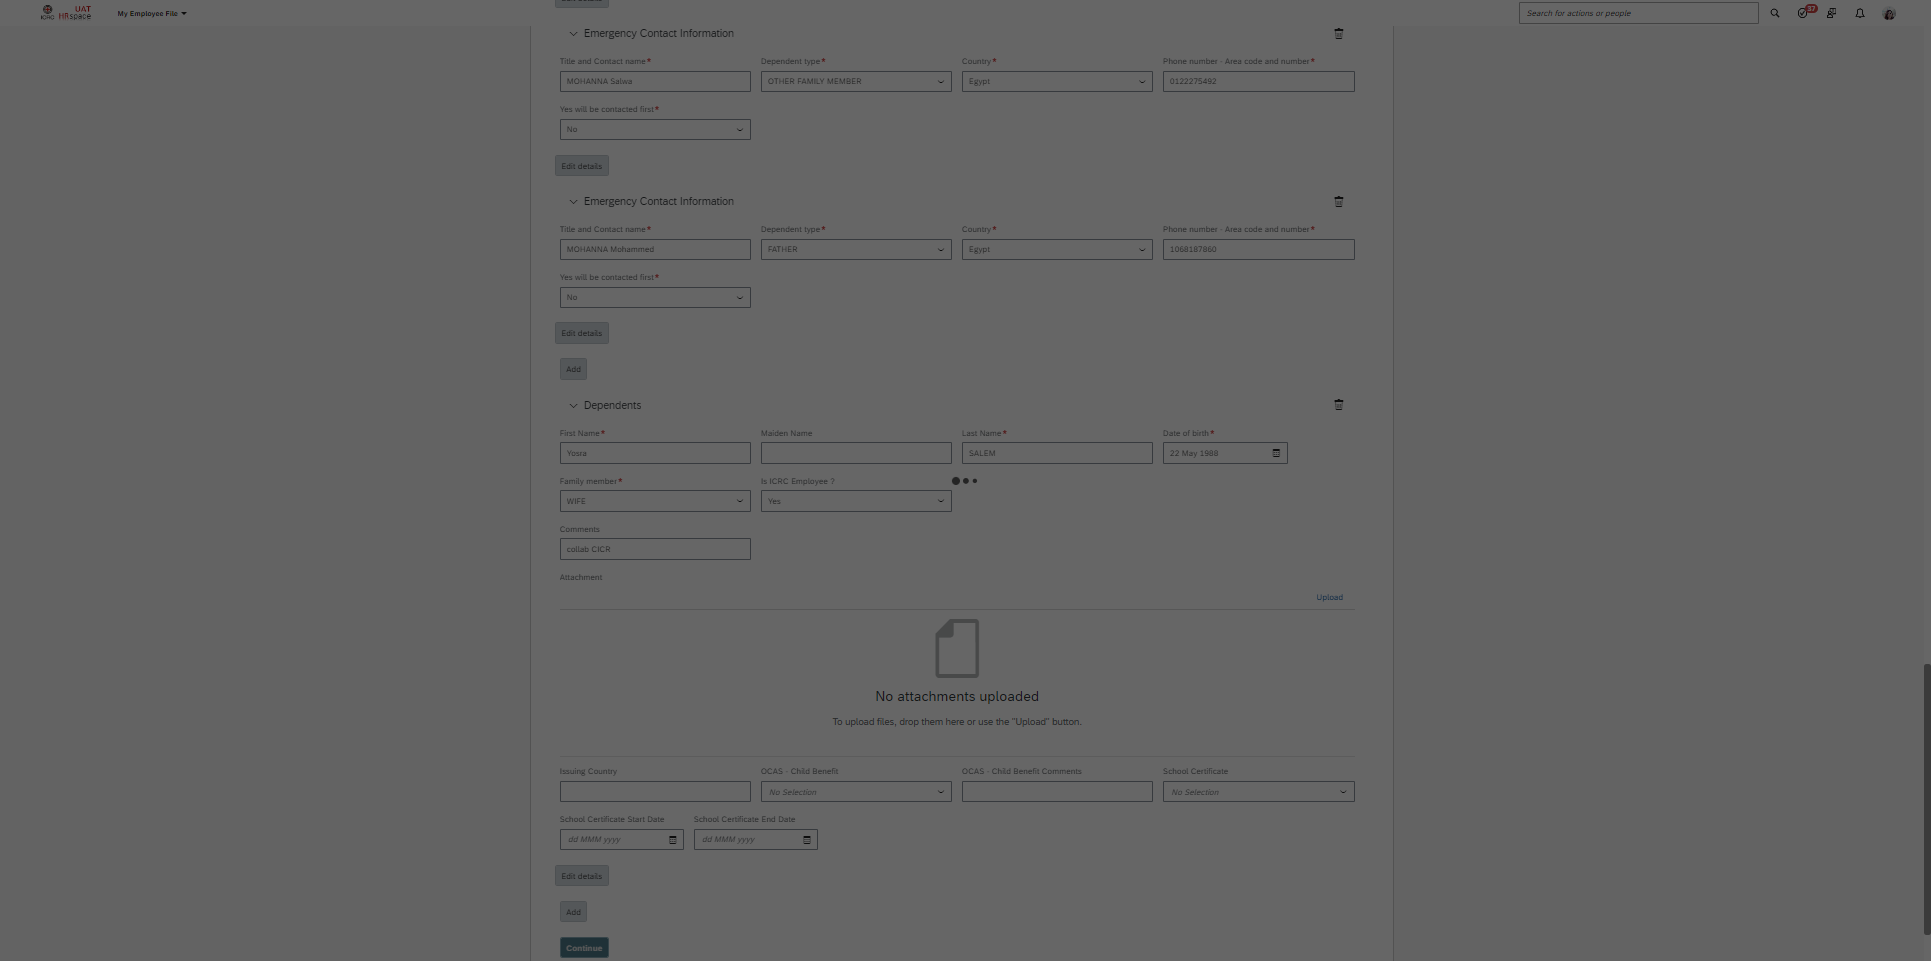 ICRC UAT HRspace My Employee File Search for actions or people 37
Emergency Contact Information
Title and Contact name* Dependent type* Country* Phone number - Area code and number*
MOHANNA Salwa OTHER FAMILY MEMBER Egypt 0122275492
Yes will be contacted first*
No
Edit details
Emergency Contact Information
Title and Contact name* Dependent type* Country* Phone number - Area code and number*
MOHANNA Mohammed FATHER Egypt 1068187860
Yes will be contacted first*
No
Edit details
Add
Dependents
First Name* Maiden Name Last Name* Date of birth*
Yosra SALEM 22 May 1988
Family member* Is ICRC Employee ?
WIFE Yes
Comments
collab CICR
Attachment
Upload
No attachments uploaded
To upload files, drop them here or use the "Upload" button.
Issuing Country OCAS - Child Benefit OCAS - Child Benefit Comments School Certificate
No Selection No Selection
School Certificate Start Date School Certificate End Date
dd MMM yyyy dd MMM yyyy
Edit details
Add
Continue